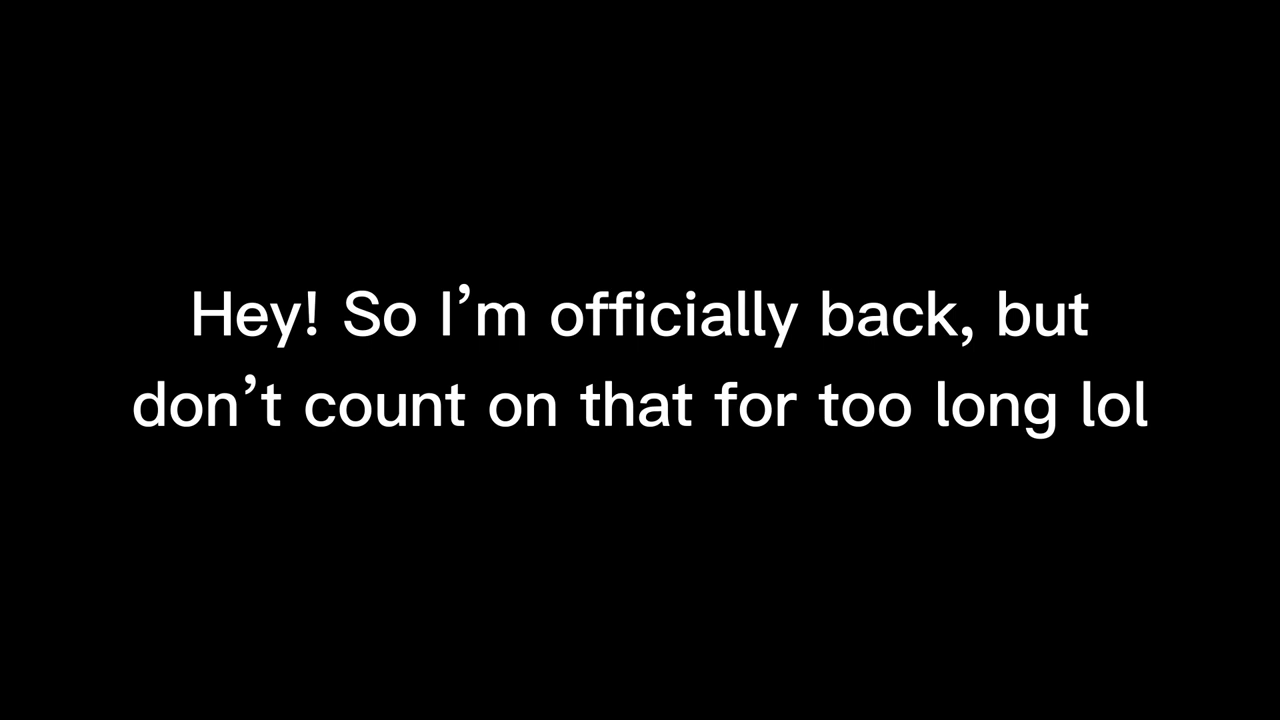 Hey! So I’m officially back, but
don’t count on that for too long lol